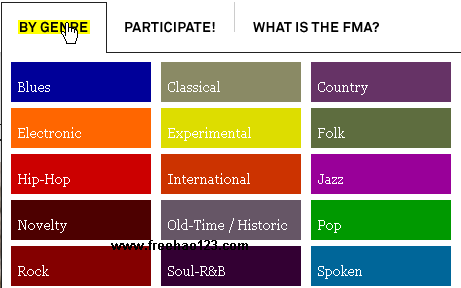 BY GENRE PARTICIPATE! WHAT IS THE FMA?
Blues Classical Country
Electronic Experimental Folk
Hip-Hop International Jazz
Novelty Old-Time / Historic Pop
www.freehao123.com
Rock Soul-R&B Spoken